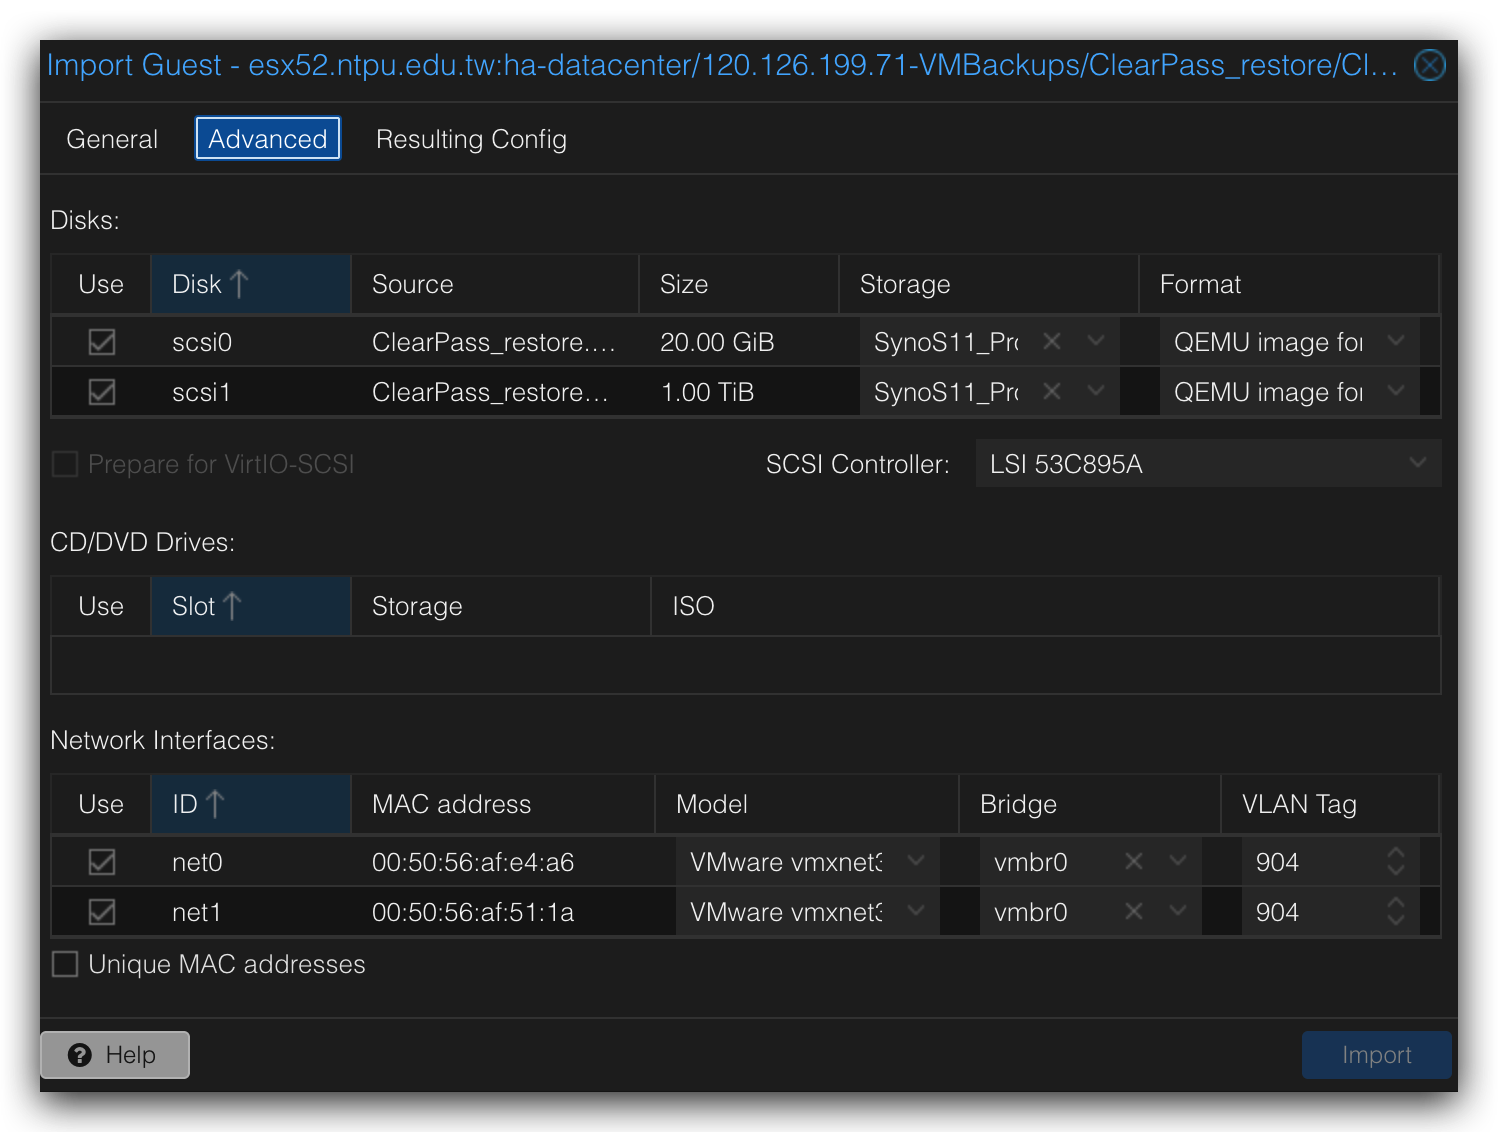 Import Guest - esx52.ntpu.edu.tw:ha-datacenter/120.126.199.71-VMBackups/ClearPass_restore/Cl…
General Advanced Resulting Config
Disks:
Use Disk Source Size Storage Format
scsi0 ClearPass_restore.… 20.00 GiB SynoS11_Pro QEMU image for
scsi1 ClearPass_restore… 1.00 TiB SynoS11_Pro QEMU image for
Prepare for VirtIO-SCSI SCSI Controller: LSI 53C895A
CD/DVD Drives:
Use Slot Storage ISO
Network Interfaces:
Use ID MAC address Model Bridge VLAN Tag
net0 00:50:56:af:e4:a6 VMware vmxnet3 vmbr0 904
net1 00:50:56:af:51:1a VMware vmxnet3 vmbr0 904
Unique MAC addresses
Help Import